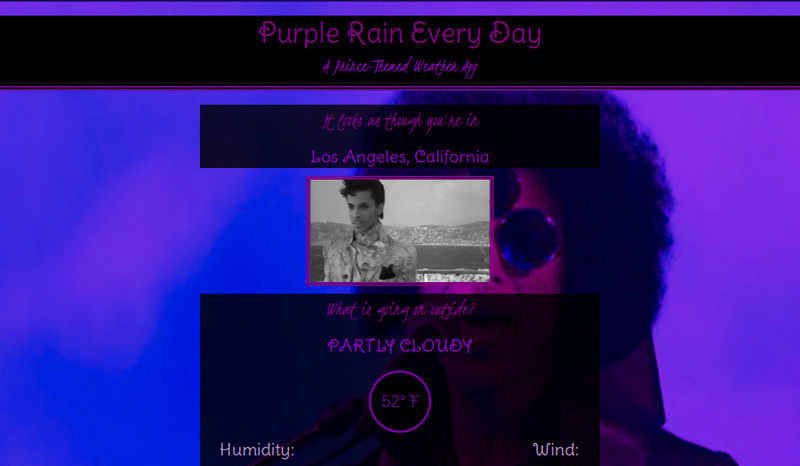 Purple Rain Every Day
A Prince-Themed Weather App
It looks as though you're in
Los Angeles, California
What is going on outside?
PARTLY CLOUDY
52° F
Humidity: Wind: